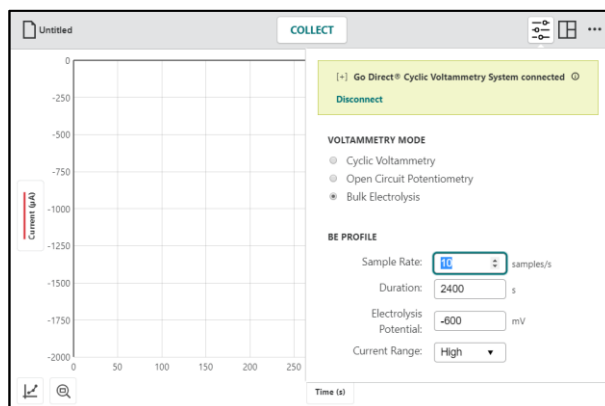 Untitled
COLLECT
[+] Go Direct® Cyclic Voltammetry System connected
Disconnect
VOLTAMMETRY MODE
Cyclic Voltammetry
Open Circuit Potentiometry
Bulk Electrolysis
BE PROFILE
Sample Rate: 10 samples/s
Duration: 2400 s
Electrolysis
Potential: -600 mV
Current Range: High
Current (µA)
0
-250
-500
-750
-1000
-1250
-1500
-1750
-2000
0 50 100 150 200 250
Time (s)